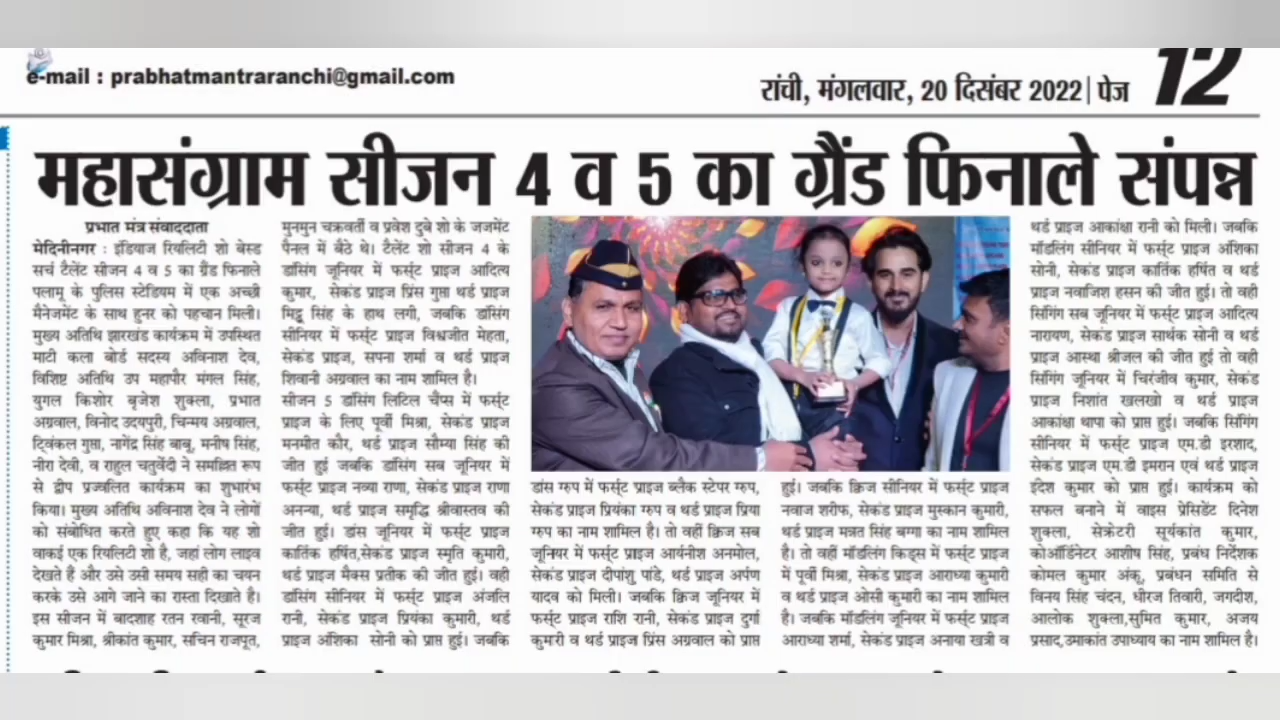 e-mail : prabhatmantraranchi@gmail.com
रांची, मंगलवार, 20 दिसंबर 2022| पेज 12
महासंग्राम सीजन 4 व 5 का ग्रैंड फिनाले संपन्न
प्रभात मंत्र संवाददाता
मेदिनीनगर : इंडियाज रियलिटी शो बेस्ड
सर्च टैलेंट सीजन 4 व 5 का ग्रैंड फिनाले
पलामू के पुलिस स्टेडियम में एक अच्छी
मैनेजमेंट के साथ हुनर को पहचान मिली।
मुख्य अतिथि झारखंड कार्यक्रम में उपस्थित
माटी कला बोर्ड सदस्य अविनाश देव,
विशिष्ट अतिथि उप महापौर मंगल सिंह,
युगल किशोर बृजेश शुक्ला, प्रभात
अग्रवाल, विनोद उदयपुरी, चिन्मय अग्रवाल,
ट्विंकल गुप्ता, नागेंद्र सिंह बाबू, मनीष सिंह,
नीरा देवी, व राहुल चतुर्वेदी ने समल्लित रूप
से द्वीप प्रज्वलित कार्यक्रम का शुभारंभ
किया। मुख्य अतिथि अविनाश देव ने लोगों
को संबोधित करते हुए कहा कि यह शो
वाकई एक रियलिटी शो है, जहां लोग लाइव
देखते है और उसे उसी समय सही का चयन
करके उसे आगे जाने का रास्ता दिखाते है।
इस सीजन में बादशाह रतन रवानी, सूरज
कुमार मिश्रा, श्रीकांत कुमार, सचिन राजपूत,
मुनमुन चक्रवर्ती व प्रवेश दुबे शो के जजमेंट
पैनल में बैठे थे। टैलेंट शो सीजन 4 के
डांसिंग जूनियर में फर्स्ट प्राइज आदित्य
कुमार, सेकंड प्राइज प्रिंस गुप्ता थर्ड प्राइज
मिट्ठू सिंह के हाथ लगी, जबकि डांसिंग
सीनियर में फर्स्ट प्राइज विश्वजीत मेहता,
सेकंड प्राइज, सपना शर्मा व थर्ड प्राइज
शिवानी अग्रवाल का नाम शामिल है।
सीजन 5 डांसिंग लिटिल चैंप्स में फर्स्ट
प्राइज के लिए पूर्वी मिश्रा, सेकंड प्राइज
मनमीत कौर, थर्ड प्राइज सौम्या सिंह की
जीत हुई जबकि डांसिंग सब जूनियर में
फर्स्ट प्राइज नव्या राणा, सेकंड प्राइज राणा
अनन्या, थर्ड प्राइज समृद्धि श्रीवास्तव की
जीत हुई। डांस जूनियर में फर्स्ट प्राइज
कार्तिक हर्षित,सेकंड प्राइज स्मृति कुमारी,
थर्ड प्राइज मैक्स प्रतीक की जीत हुई। वही
डांसिंग सीनियर में फर्स्ट प्राइज अंजलि
रानी, सेकंड प्राइज प्रियंका कुमारी, थर्ड
प्राइज अंशिका सोनी को प्राप्त हुई। जबकि
डांस ग्रुप में फर्स्ट प्राइज ब्लैक स्टेपर ग्रुप,
सेकंड प्राइज प्रियंका ग्रुप व थर्ड प्राइज प्रिया
ग्रुप का नाम शामिल है। तो वहीं क्रिज सब
जूनियर में फर्स्ट प्राइज आर्यनीश अनमोल,
सेकंड प्राइज दीपांशु पांडे, थर्ड प्राइज अर्पण
यादव को मिली। जबकि क्रिज जूनियर में
फर्स्ट प्राइज राशि रानी, सेकंड प्राइज दुर्गा
कुमारी व थर्ड प्राइज प्रिंस अग्रवाल को प्राप्त
हुई। जबकि क्रिज सीनियर में फर्स्ट प्राइज
नवाज शरीफ, सेकंड प्राइज मुस्कान कुमारी,
थर्ड प्राइज मन्नत सिंह बग्गा का नाम शामिल
है। तो वहीं मॉडलिंग किड्स में फर्स्ट प्राइज
में पूर्वी मिश्रा, सेकंड प्राइज आराध्या कुमारी
व थर्ड प्राइज ओसी कुमारी का नाम शामिल
है। जबकि मॉडलिंग जूनियर में फर्स्ट प्राइज
आराध्या शर्मा, सेकंड प्राइज अनाया खत्री व
थर्ड प्राइज आकांक्षा रानी को मिली। जबकि
मॉडलिंग सीनियर में फर्स्ट प्राइज अंशिका
सोनी, सेकंड प्राइज कार्तिक हर्षित व थर्ड
प्राइज नवाजिश हसन की जीत हुई। तो वही
सिंगिंग सब जूनियर में फर्स्ट प्राइज आदित्य
नारायण, सेकंड प्राइज सार्थक सोनी व थर्ड
प्राइज आस्था श्रीजल की जीत हुई तो वही
सिंगिंग जूनियर में चिरंजीव कुमार, सेकंड
प्राइज निशांत खलखो व थर्ड प्राइज
आकांक्षा थापा को प्राप्त हुई। जबकि सिंगिंग
सीनियर में फर्स्ट प्राइज एम.डी इरशाद,
सेकंड प्राइज एम.डी इमरान एवं थर्ड प्राइज
इंदेश कुमार को प्राप्त हुई। कार्यक्रम को
सफल बनाने में वाइस प्रेसिडेंट दिनेश
शुक्ला, सेक्रेटरी सूर्यकांत कुमार,
कोऑर्डिनेटर आशीष सिंह, प्रबंध निर्देशक
कोमल कुमार अंकू, प्रबंधन समिति से
विनय सिंह चंदन, धीरज तिवारी, जगदीश,
आलोक शुक्ला,सुमित कुमार, अजय
प्रसाद,उमाकांत उपाध्याय का नाम शामिल है।